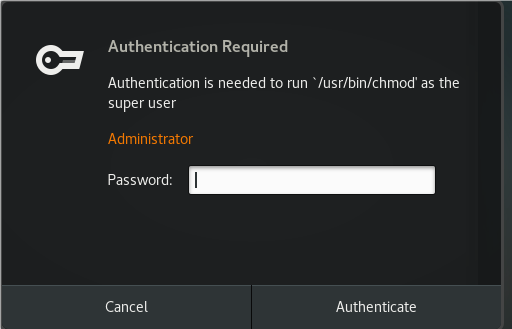 Authentication Required
Authentication is needed to run `/usr/bin/chmod' as the
super user
Administrator
Password:
Cancel
Authenticate